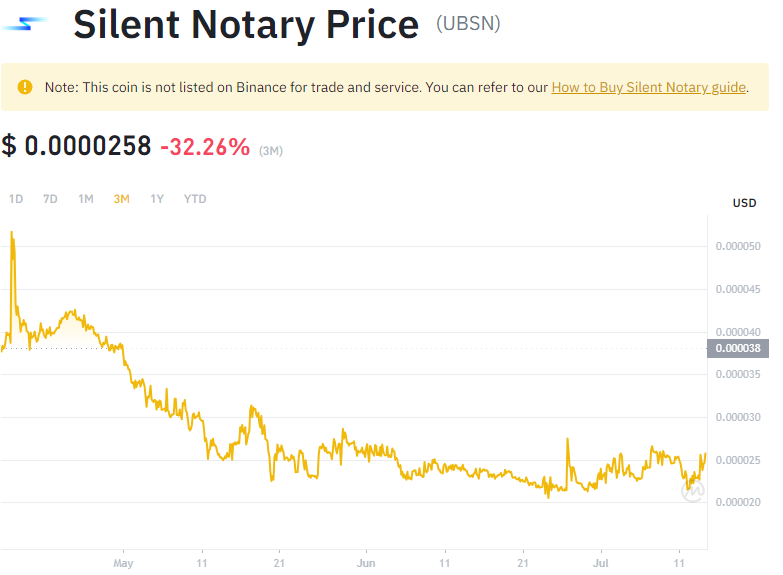 Silent Notary Price (UBSN)
Note: This coin is not listed on Binance for trade and service. You can refer to our How to Buy Silent Notary guide.
$ 0.0000258 -32.26% (3M)
1D 7D 1M 3M 1Y YTD
USD
0.000050
0.000045
0.000040
0.000038
0.000035
0.000030
0.000025
0.000020
May 11 21 Jun 11 21 Jul 11